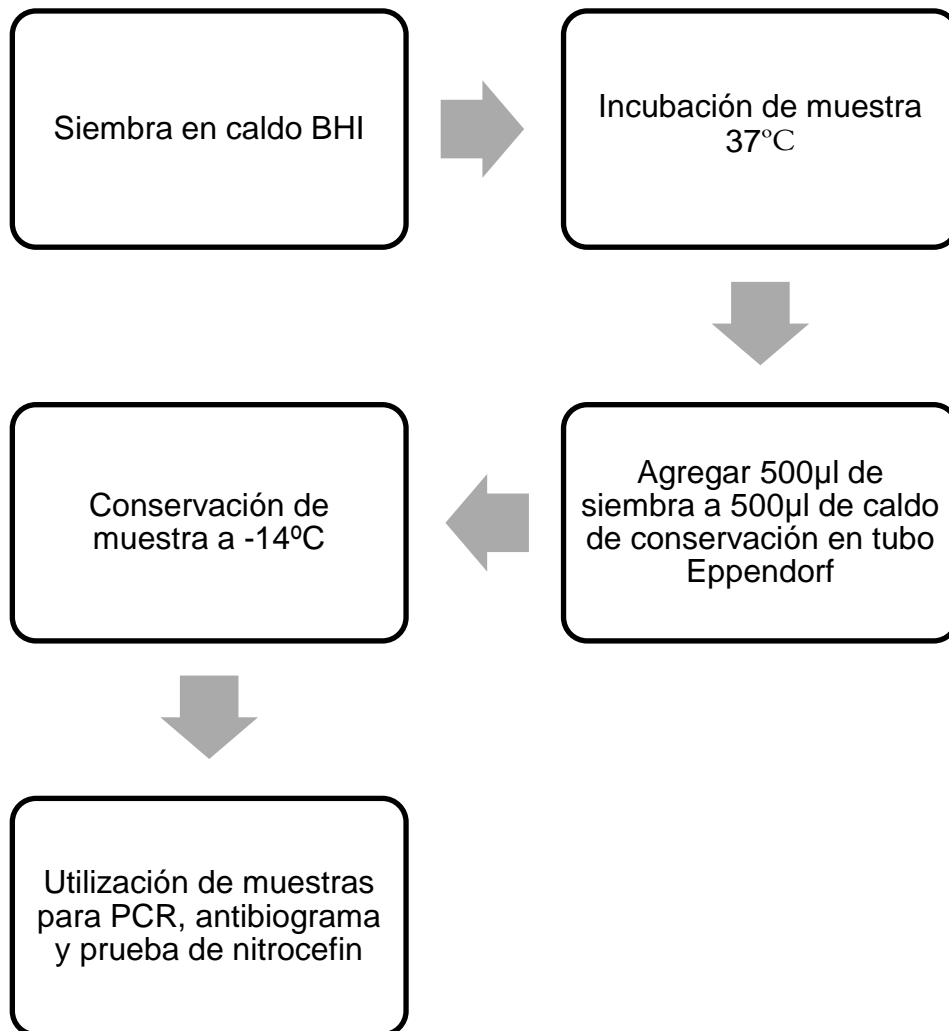 Siembra en caldo BHI
Incubación de muestra
37°C
Agregar 500µl de
siembra a 500µl de caldo
de conservación en tubo
Eppendorf
Conservación de
muestra a -14ºC
Utilización de muestras
para PCR, antibiograma
y prueba de nitrocefin